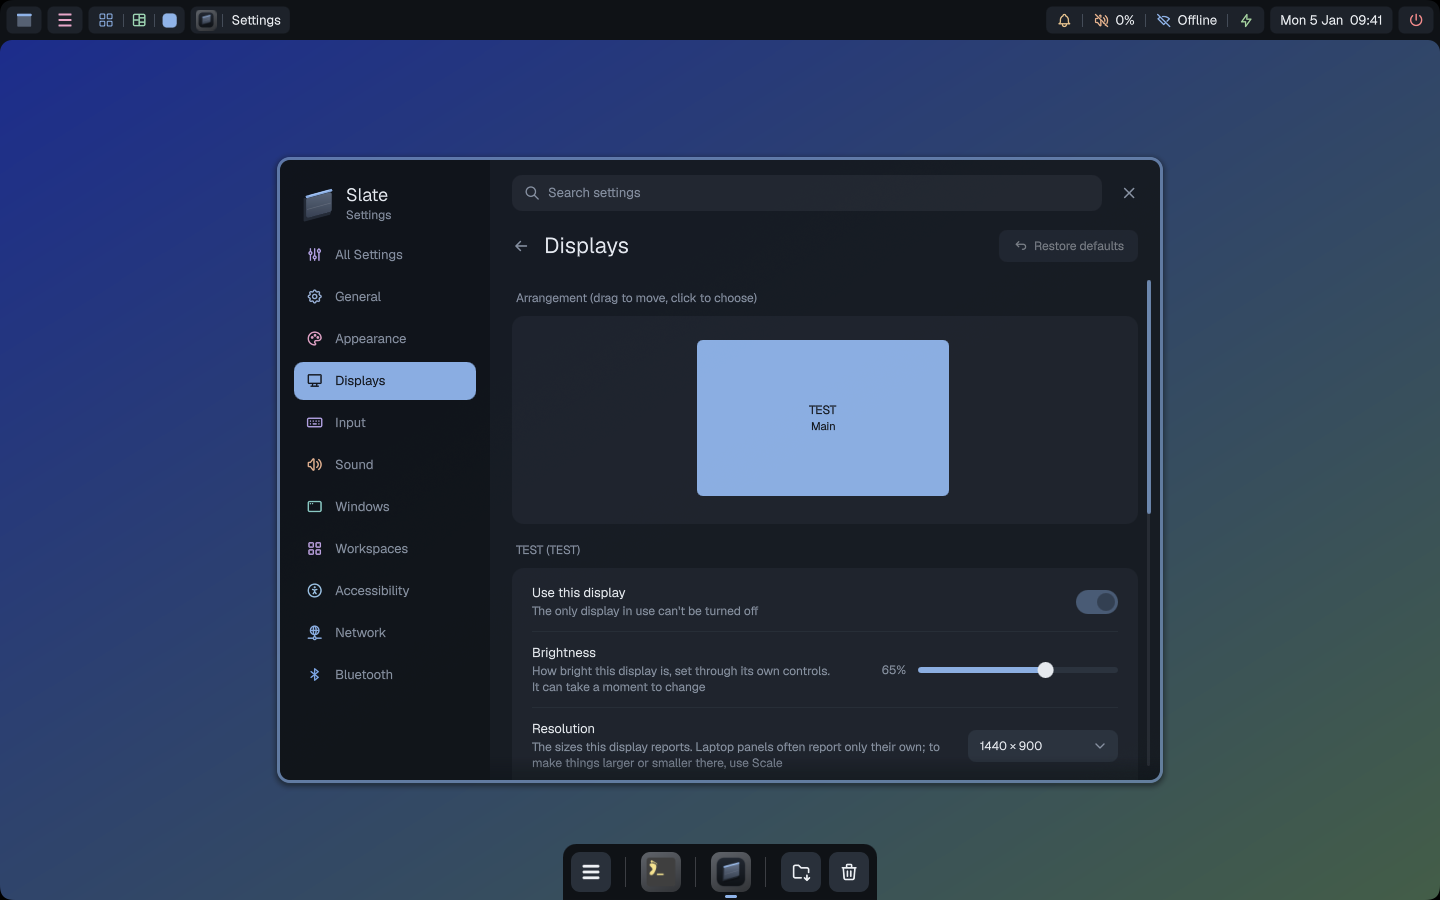 Settings
0%
Offline
Mon 5 Jan 09:41
Slate
Settings
Search settings
All Settings
General
Appearance
Displays
Input
Sound
Windows
Workspaces
Accessibility
Network
Bluetooth
Displays
Restore defaults
Arrangement (drag to move, click to choose)
TEST
Main
TEST (TEST)
Use this display
The only display in use can't be turned off
Brightness
How bright this display is, set through its own controls.
It can take a moment to change
65%
Resolution
The sizes this display reports. Laptop panels often report only their own; to
make things larger or smaller there, use Scale
1440 × 900